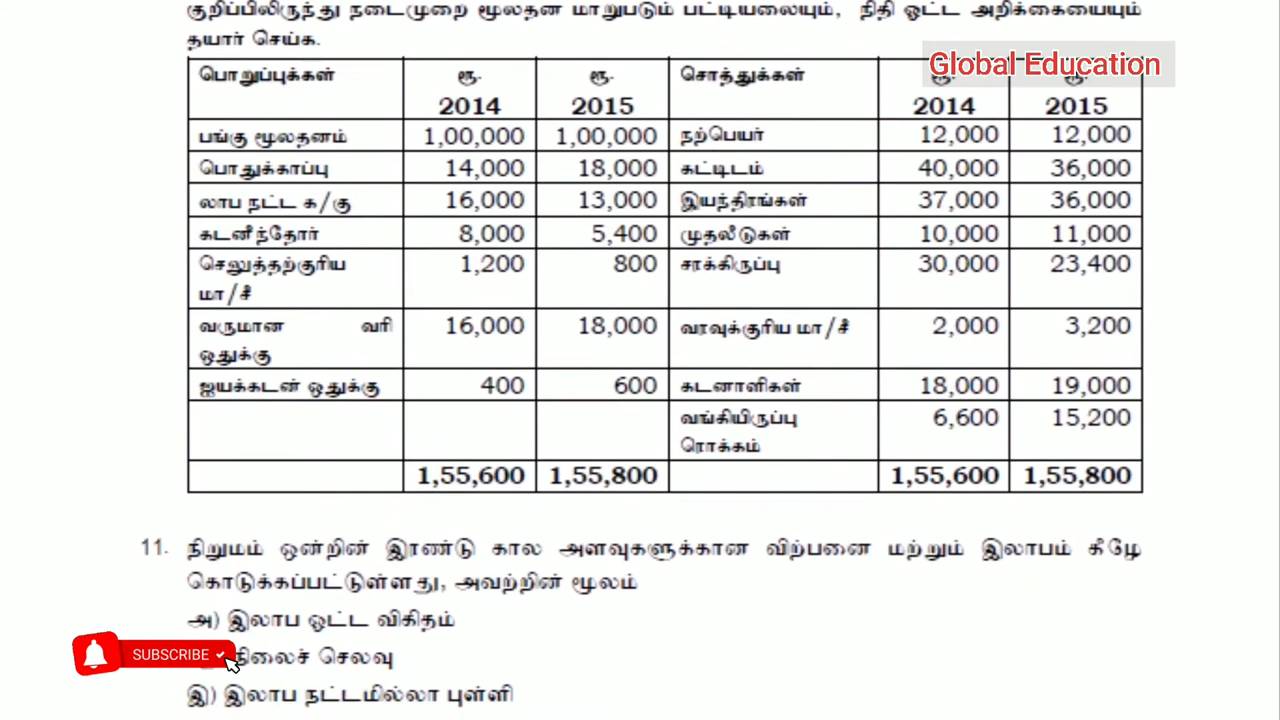 குறிப்பிலிருந்து நடைமுறை மூலதன மாறுபடும் பட்டியலையும், நிதி ஓட்ட அறிக்கையையும்
தயார் செய்க.
Global Education
பொறுப்புக்கள் ரூ. 2014 ரூ. 2015 சொத்துக்கள் ரூ. 2014 ரூ. 2015
பங்கு மூலதனம் 1,00,000 1,00,000 நற்பெயர் 12,000 12,000
பொதுக்காப்பு 14,000 18,000 கட்டிடம் 40,000 36,000
லாப நட்ட க/கு 16,000 13,000 இயந்திரங்கள் 37,000 36,000
கடனீந்தோர் 8,000 5,400 முதலீடுகள் 10,000 11,000
செலுத்தற்குரிய மா/சீ 1,200 800 சரக்கிருப்பு 30,000 23,400
வருமான வரி ஒதுக்கு 16,000 18,000 வரவுக்குரிய மா/சீ 2,000 3,200
ஐயக்கடன் ஒதுக்கு 400 600 கடனாளிகள் 18,000 19,000
வங்கியிருப்பு ரொக்கம் 6,600 15,200
1,55,600 1,55,800 1,55,600 1,55,800
11. நிறுமம் ஒன்றின் இரண்டு கால அளவுகளுக்கான விற்பனை மற்றும் இலாபம் கீழே
கொடுக்கப்பட்டுள்ளது, அவற்றின் மூலம்
அ) இலாப ஓட்ட விகிதம்
நிலைச் செலவு
SUBSCRIBE
இ) இலாப நட்டமில்லா புள்ளி